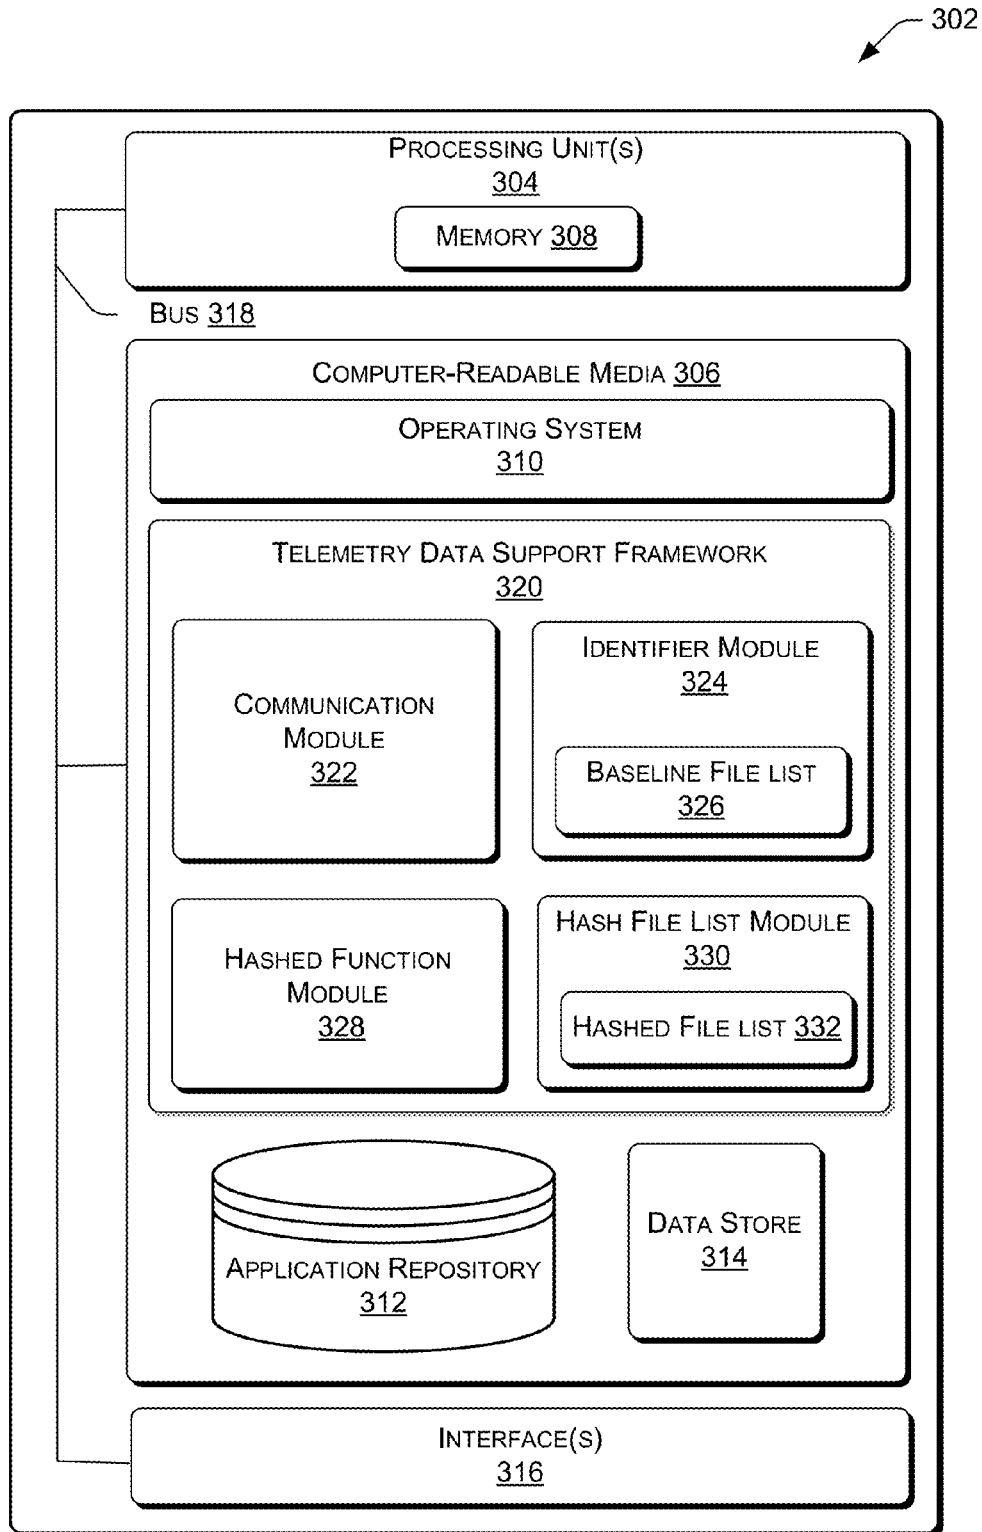 302
PROCESSING UNIT(S)
304
MEMORY 308
BUS 318
COMPUTER-READABLE MEDIA 306
OPERATING SYSTEM
310
TELEMETRY DATA SUPPORT FRAMEWORK
320
COMMUNICATION
MODULE
322
IDENTIFIER MODULE
324
BASELINE FILE LIST
326
HASHED FUNCTION
MODULE
328
HASH FILE LIST MODULE
330
HASHED FILE LIST 332
APPLICATION REPOSITORY
312
DATA STORE
314
INTERFACE(S)
316